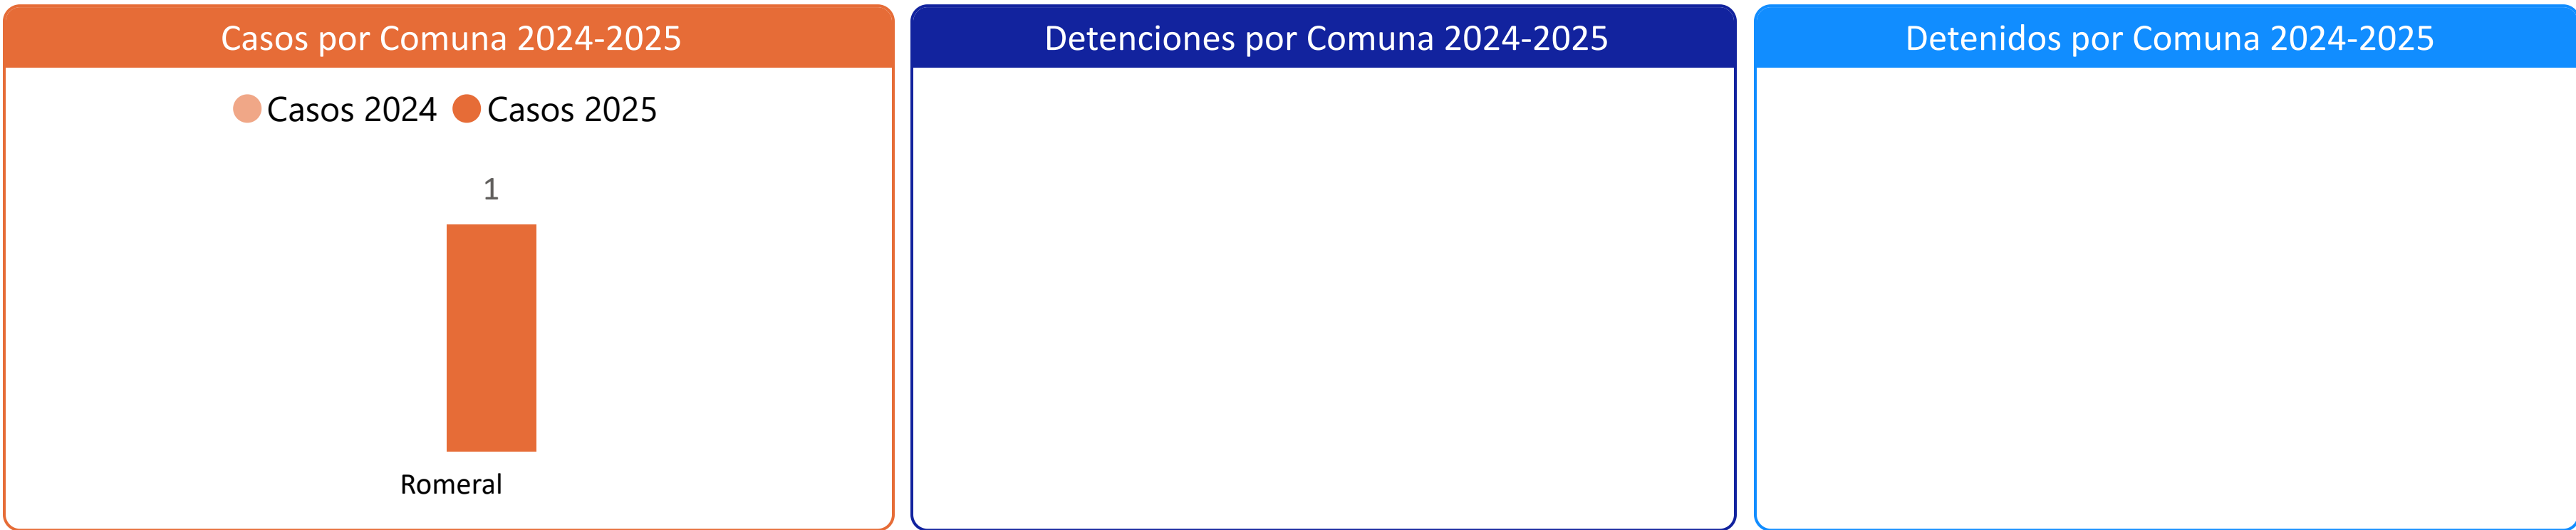 Casos por Comuna 2024-2025
Casos 2024 Casos 2025
1
Romeral
Detenciones por Comuna 2024-2025
Detenidos por Comuna 2024-2025